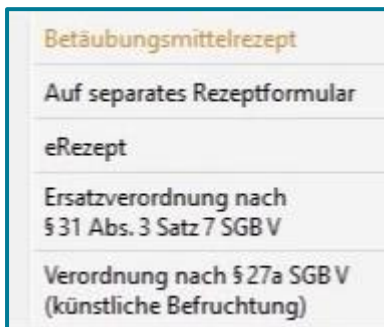 Betäubungsmittelrezept
Auf separates Rezeptformular
eRezept
Ersatzverordnung nach
§ 31 Abs. 3 Satz 7 SGB V
Verordnung nach § 27a SGB V
(künstliche Befruchtung)